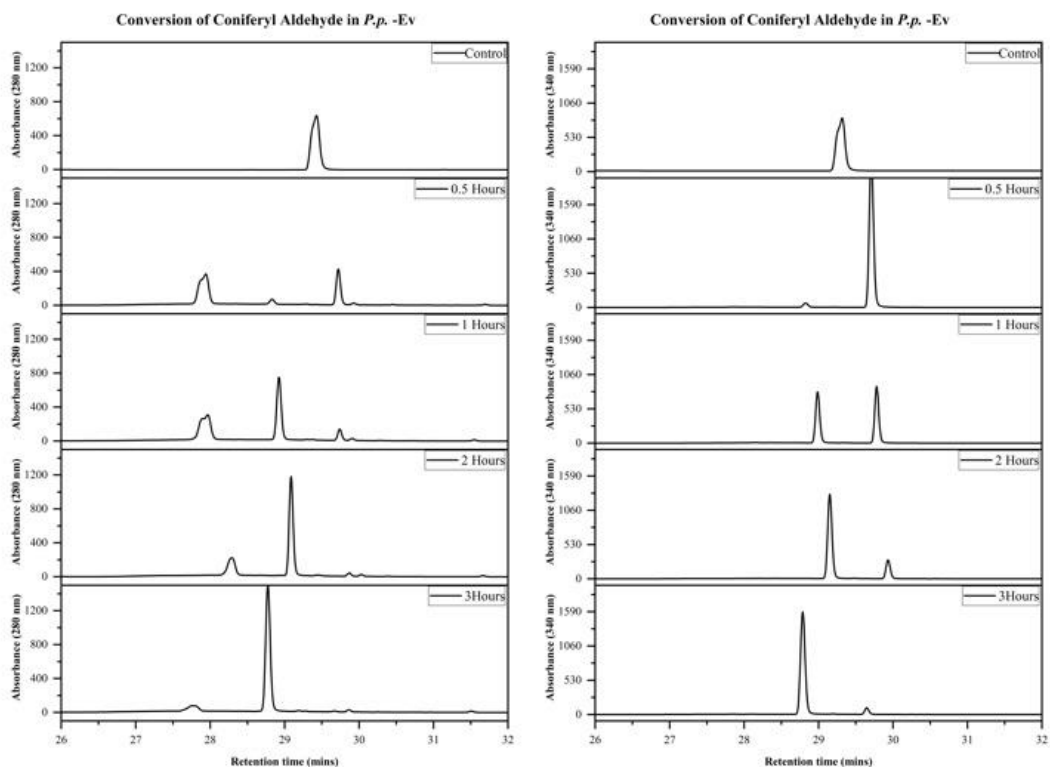 Conversion of Coniferyl Aldehyde in P.p. -Ev
Absorbance (280 nm)
1200
800
400
0
Control
Absorbance (280 nm)
1200
800
400
0
0.5 Hours
Absorbance (280 nm)
1200
800
400
0
1 Hours
Absorbance (280 nm)
1200
800
400
0
2 Hours
Absorbance (280 nm)
1200
800
400
0
3Hours
26 27 28 29 30 31 32
Retention time (mins)
Conversion of Coniferyl Aldehyde in P.p. -Ev
Absorbance (340 nm)
1590
1060
530
0
Control
Absorbance (340 nm)
1590
1060
530
0
0.5 Hours
Absorbance (340 nm)
1590
1060
530
0
1 Hours
Absorbance (340 nm)
1590
1060
530
0
2 Hours
Absorbance (340 nm)
1590
1060
530
0
3Hours
26 27 28 29 30 31 32
Retention time (mins)